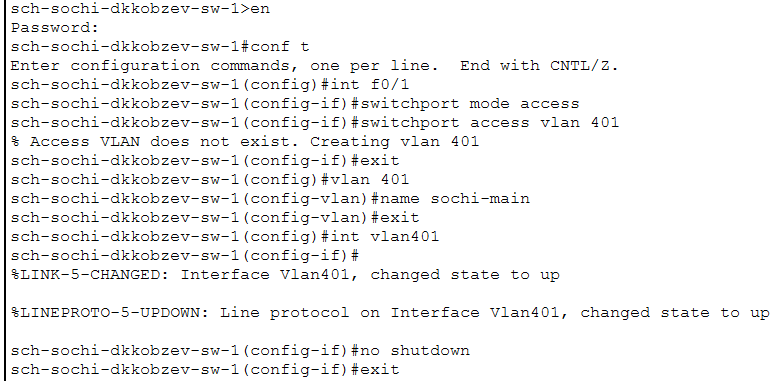 sch-sochi-dkkobzev-sw-1>en
Password:
sch-sochi-dkkobzev-sw-1#conf t
Enter configuration commands, one per line.  End with CNTL/Z.
sch-sochi-dkkobzev-sw-1(config)#int f0/1
sch-sochi-dkkobzev-sw-1(config-if)#switchport mode access
sch-sochi-dkkobzev-sw-1(config-if)#switchport access vlan 401
% Access VLAN does not exist. Creating vlan 401
sch-sochi-dkkobzev-sw-1(config-if)#exit
sch-sochi-dkkobzev-sw-1(config)#vlan 401
sch-sochi-dkkobzev-sw-1(config-vlan)#name sochi-main
sch-sochi-dkkobzev-sw-1(config-vlan)#exit
sch-sochi-dkkobzev-sw-1(config)#int vlan401
sch-sochi-dkkobzev-sw-1(config-if)#
%LINK-5-CHANGED: Interface Vlan401, changed state to up
%LINEPROTO-5-UPDOWN: Line protocol on Interface Vlan401, changed state to up
sch-sochi-dkkobzev-sw-1(config-if)#no shutdown
sch-sochi-dkkobzev-sw-1(config-if)#exit